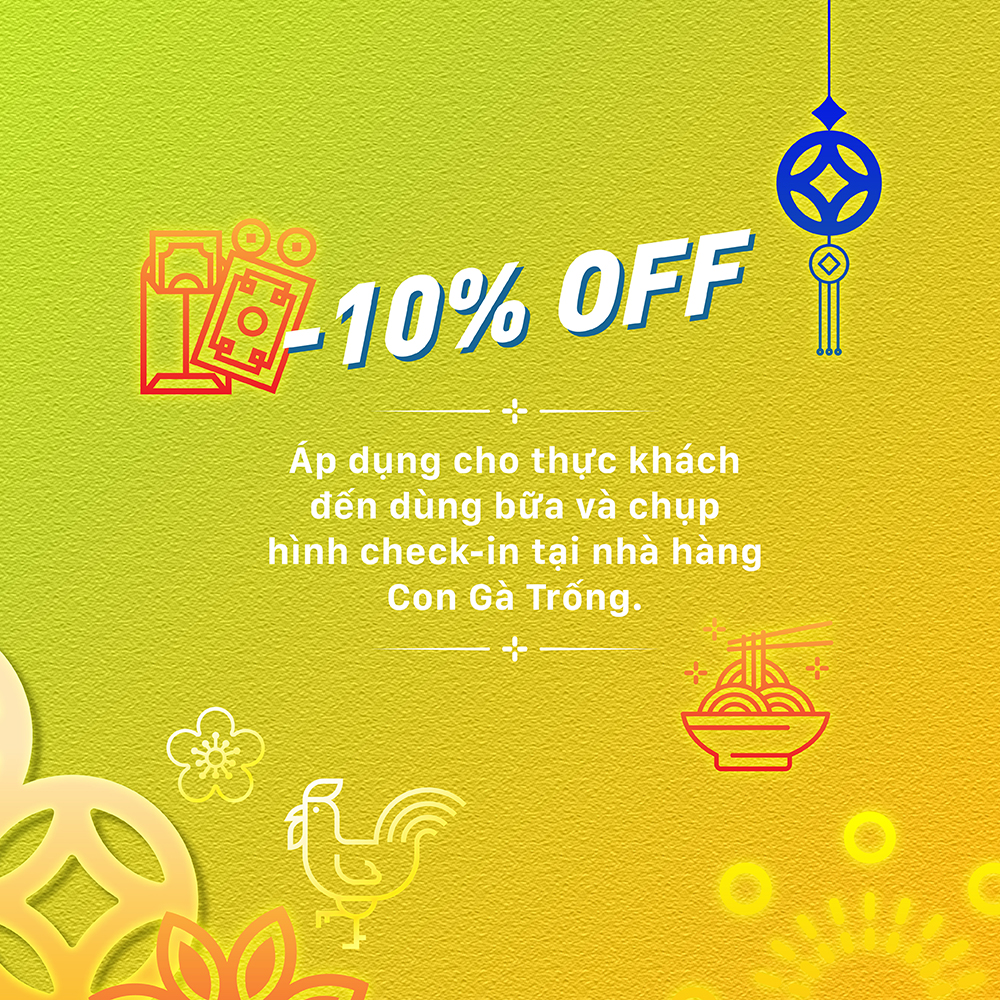 -10% OFF
Áp dụng cho thực khách
đến dùng bữa và chụp
hình check-in tại nhà hàng
Con Gà Trống.